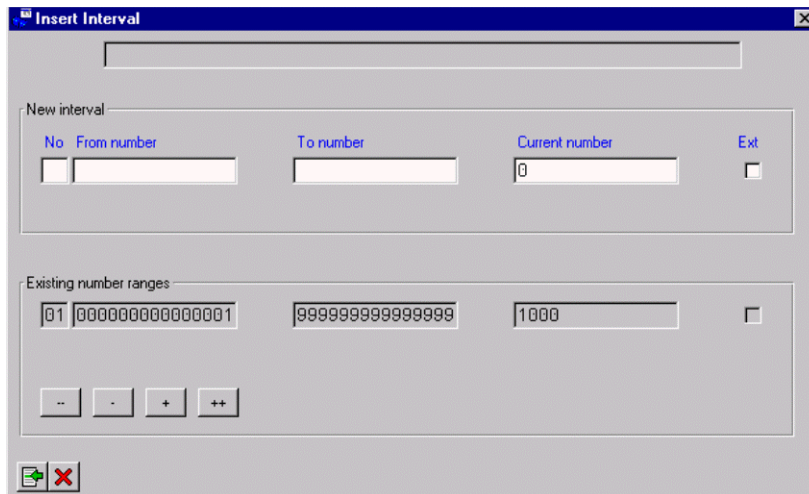 Insert Interval
New interval
No From number To number Current number Ext
0
Existing number ranges
01 000000000000001 999999999999999 1000
-- - + ++